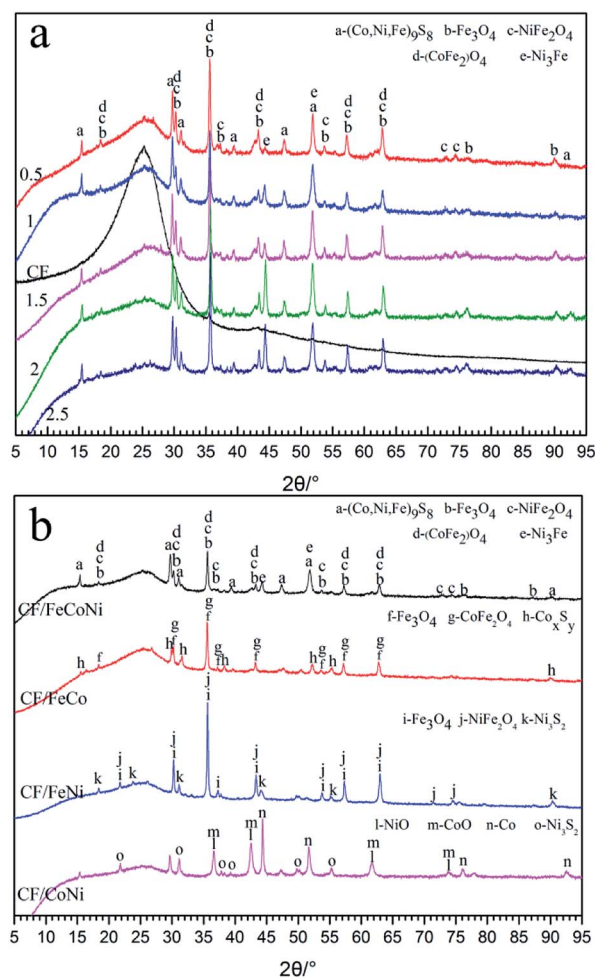 a
a-(Co,Ni,Fe)₉S₈ b-Fe₃O₄ c-NiFe₂O₄
d-(CoFe₂)O₄ e-Ni₃Fe
d
c
b
a
d
c
b
a
d
c
b
a
c
b
a
d
c
b
e
a
e
a
c
b
d
c
b
d
c
b
c c b
b
a
0.5
1
CF
1.5
2
2.5
5 10 15 20 25 30 35 40 45 50 55 60 65 70 75 80 85 90 95
2θ/°
b
a-(Co,Ni,Fe)₉S₈ b-Fe₃O₄ c-NiFe₂O₄
d-(CoFe₂)O₄ e-Ni₃Fe
a
d
c
b
a
d
c
b
a
d
c
b
c
b
a
d
c
b
e
a
e
a
c
b
d
c
b
d
c
b
c c b
b
a
CF/FeCoNi
f-Fe₃O₄ g-CoFe₂O₄ h-CoₓSᵧ
h
f
h
g
f
h
g
f
g
f
h
g
f
h
g
f
h
g
f
g
f
h
CF/FeCo
i-Fe₃O₄ j-NiFe₂O₄ k-Ni₃S₂
k
j
i
k
j
i
k
j
i
j
i
j
i
k
j
i
k
j
i
j
i
j
j
i
k
CF/FeNi
l-NiO m-CoO n-Co o-Ni₃S₂
o
o
m
l
o
o
m
l
n
o
n
o
m
l
m
l
n
n
CF/CoNi
5 10 15 20 25 30 35 40 45 50 55 60 65 70 75 80 85 90 95
2θ/°